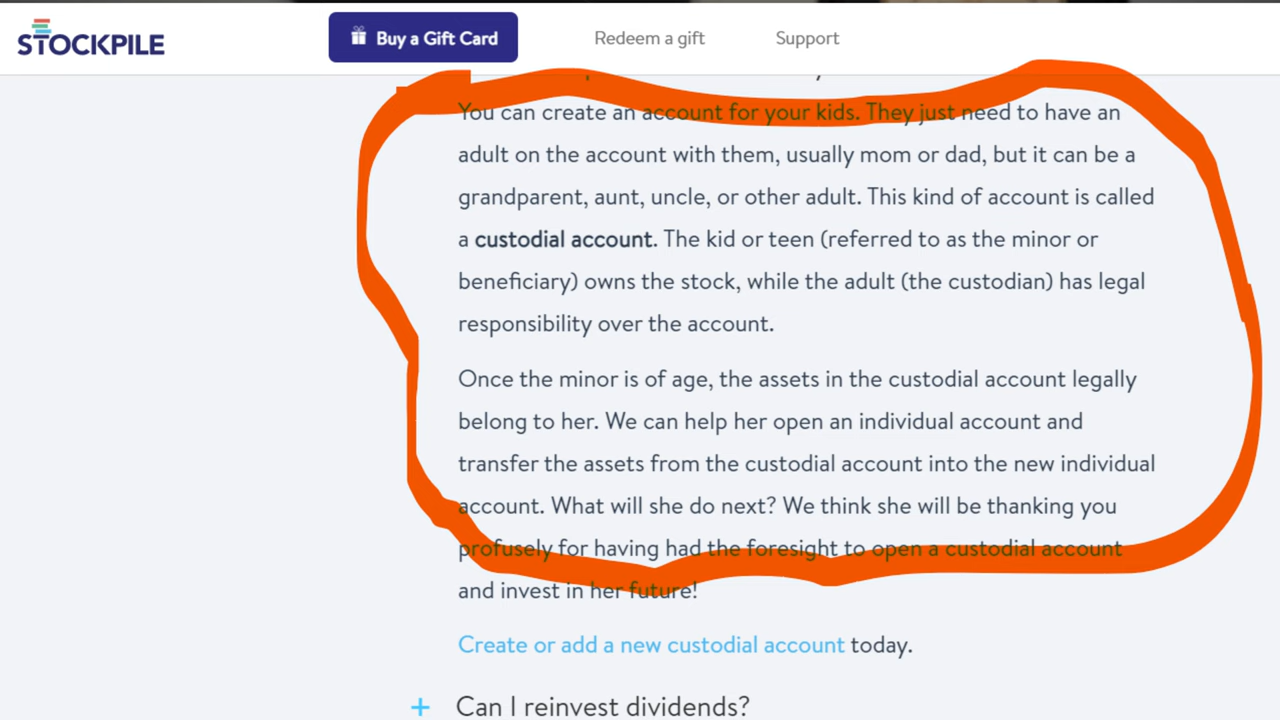 STOCKPILE
Buy a Gift Card
Redeem a gift
Support
You can create an account for your kids. They just need to have an
adult on the account with them, usually mom or dad, but it can be a
grandparent, aunt, uncle, or other adult. This kind of account is called
a custodial account. The kid or teen (referred to as the minor or
beneficiary) owns the stock, while the adult (the custodian) has legal
responsibility over the account.
Once the minor is of age, the assets in the custodial account legally
belong to her. We can help her open an individual account and
transfer the assets from the custodial account into the new individual
account. What will she do next? We think she will be thanking you
profusely for having had the foresight to open a custodial account
and invest in her future!
Create or add a new custodial account today.
+ Can I reinvest dividends?